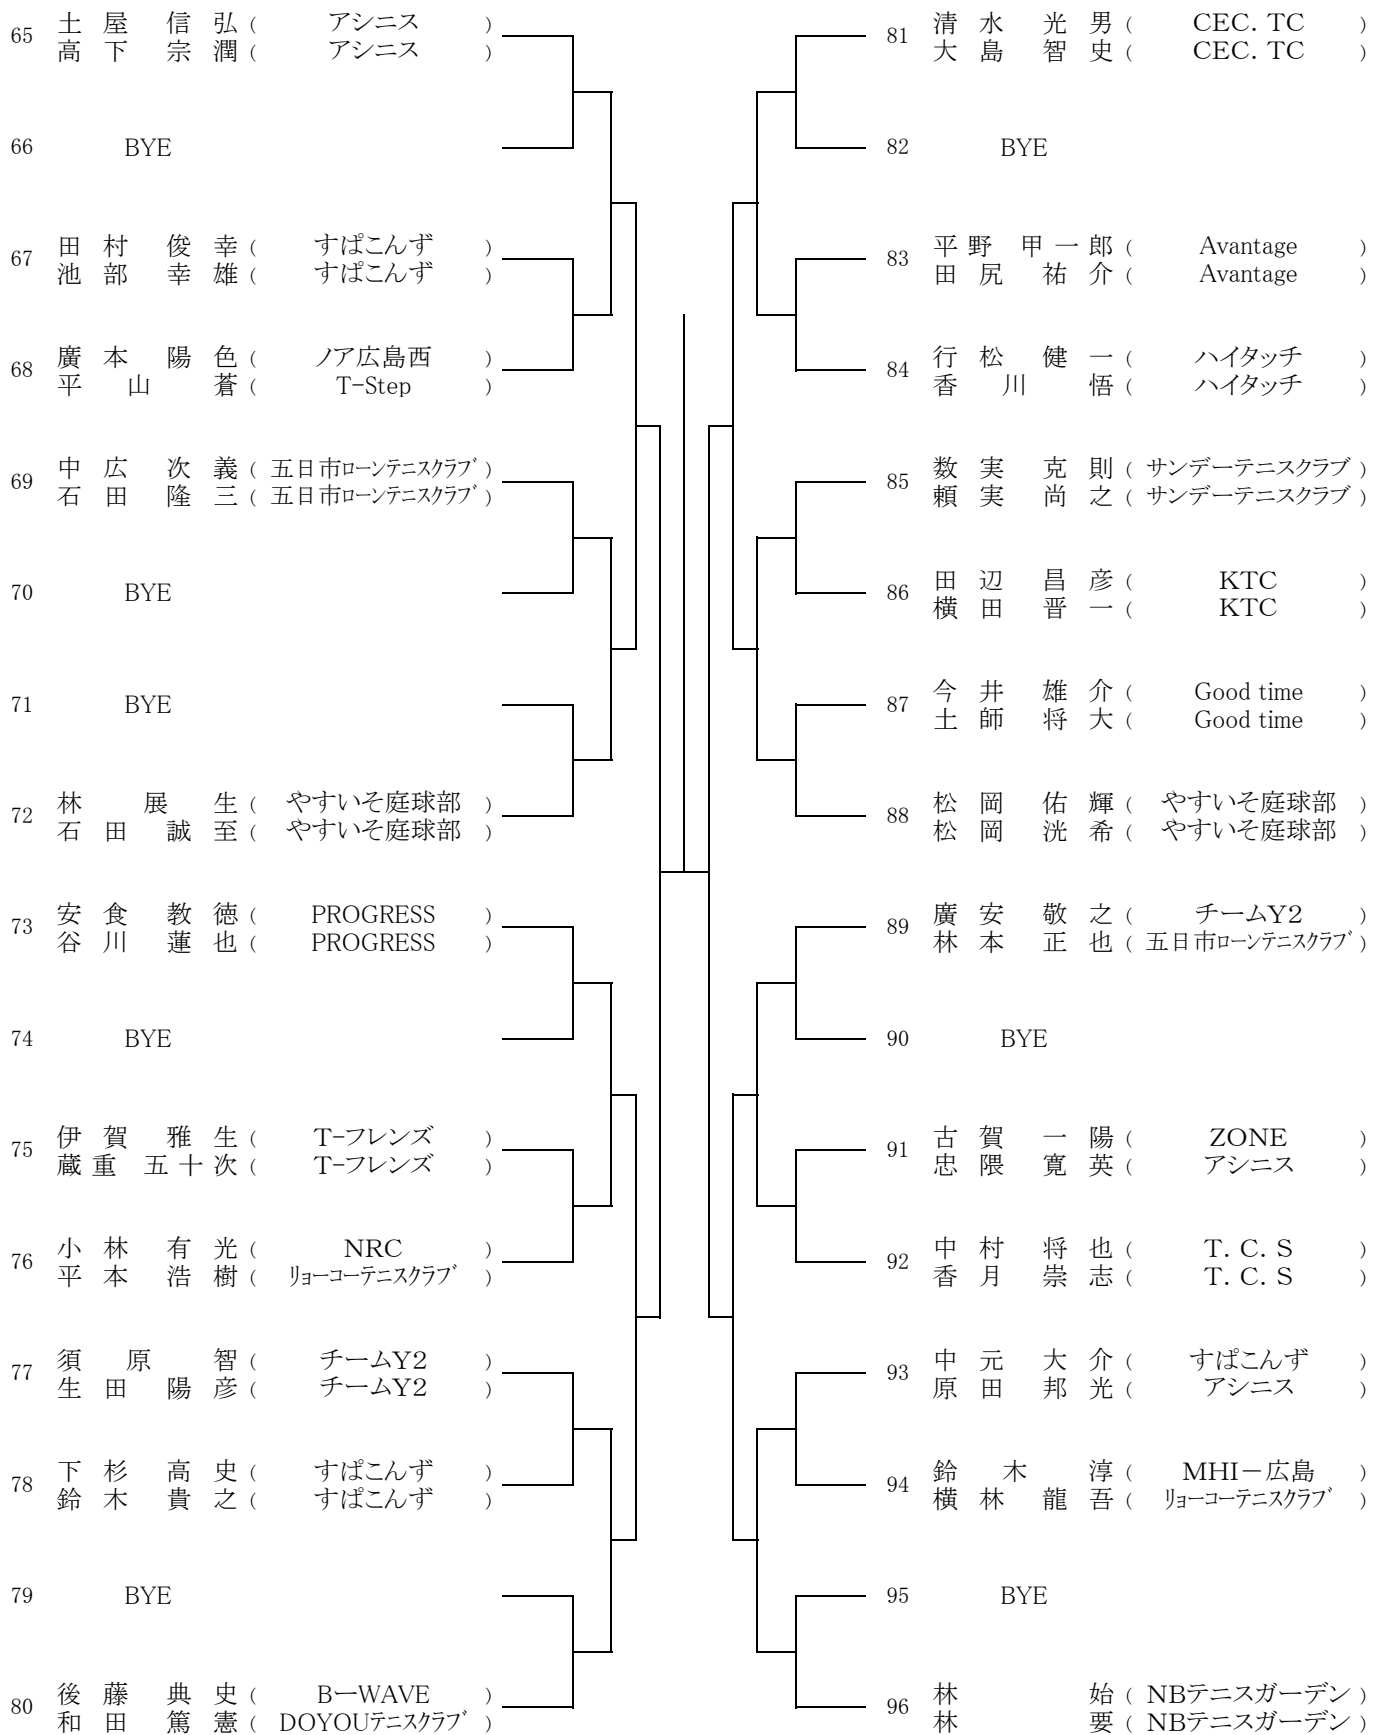 65 土屋 信弘 ( アシニス )
高下 宗潤 ( アシニス )
66 BYE
67 田村 俊幸 ( すぱこんず )
池部 幸雄 ( すぱこんず )
68 廣本 陽色 ( ノア広島西 )
平山 蒼 ( T-Step )
69 中広 次義 ( 五日市ローンテニスクラブ )
石田 隆三 ( 五日市ローンテニスクラブ )
70 BYE
71 BYE
72 林 展生 ( やすいそ庭球部 )
石田 誠至 ( やすいそ庭球部 )
73 安食 教徳 ( PROGRESS )
谷川 蓮也 ( PROGRESS )
74 BYE
75 伊賀 雅生 ( T-フレンズ )
蔵重 五十次 ( T-フレンズ )
76 小林 有光 ( NRC )
平本 浩樹 ( リョーコーテニスクラブ )
77 須原 智 ( チームY2 )
生田 陽彦 ( チームY2 )
78 下杉 高史 ( すぱこんず )
鈴木 貴之 ( すぱこんず )
79 BYE
80 後藤 典史 ( BーWAVE )
和田 篤憲 ( DOYOUテニスクラブ )
81 清水 光男 ( CEC. TC )
大島 智史 ( CEC. TC )
82 BYE
83 平野 甲一郎 ( Avantage )
田尻 祐介 ( Avantage )
84 行松 健一 ( ハイタッチ )
香川 悟 ( ハイタッチ )
85 数実 克則 ( サンデーテニスクラブ )
頼実 尚之 ( サンデーテニスクラブ )
86 田辺 昌彦 ( KTC )
横田 晋一 ( KTC )
87 今井 雄介 ( Good time )
土師 将大 ( Good time )
88 松岡 佑輝 ( やすいそ庭球部 )
松岡 洸希 ( やすいそ庭球部 )
89 廣安 敬之 ( チームY2 )
林本 正也 ( 五日市ローンテニスクラブ )
90 BYE
91 古賀 一陽 ( ZONE )
忠隈 寛英 ( アシニス )
92 中村 将也 ( T. C. S )
香月 崇志 ( T. C. S )
93 中元 大介 ( すぱこんず )
原田 邦光 ( アシニス )
94 鈴木 淳 ( MHI－広島 )
横林 龍吾 ( リョーコーテニスクラブ )
95 BYE
96 林 始 ( NBテニスガーデン )
林 要 ( NBテニスガーデン )